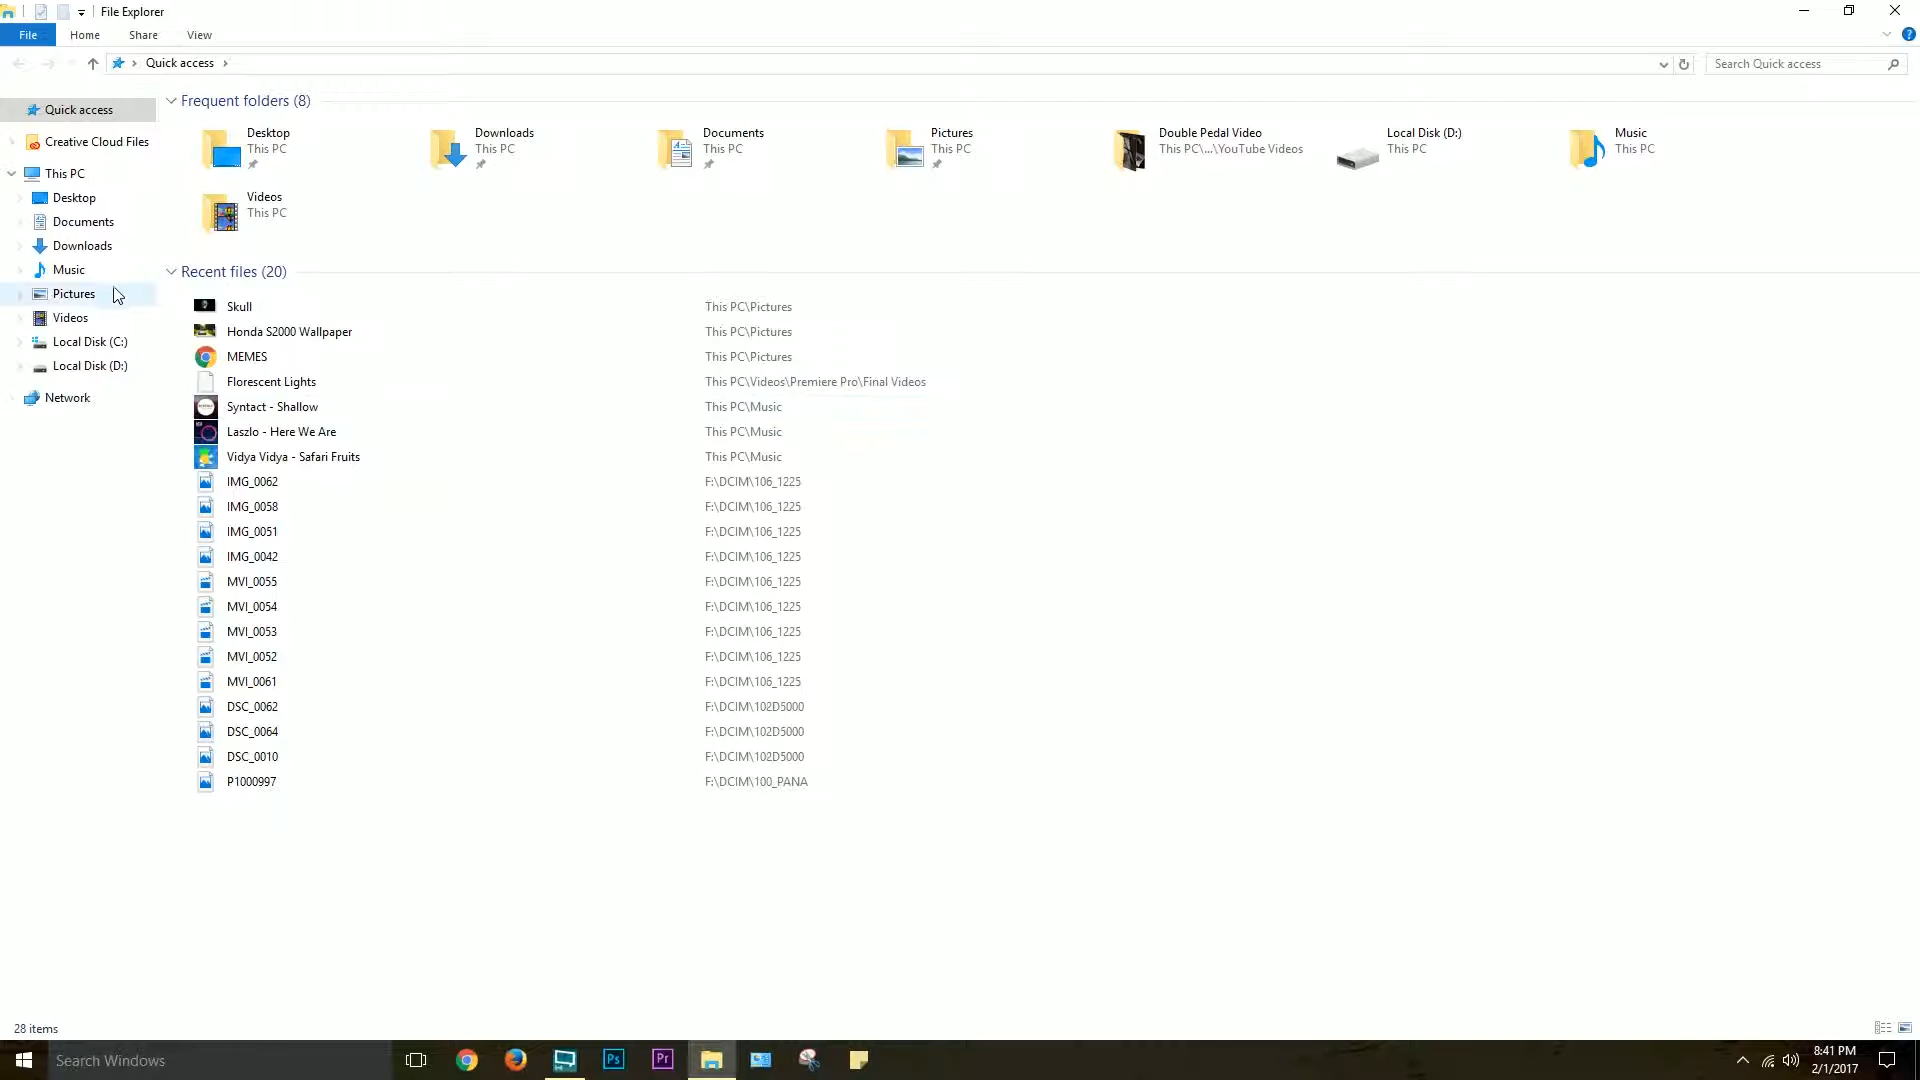 File Explorer
File Home Share View
Quick access
Search Quick access
Quick access
Creative Cloud Files
This PC
Desktop
Documents
Downloads
Music
Pictures
Videos
Local Disk (C:)
Local Disk (D:)
Network
Frequent folders (8)
Desktop
This PC
Downloads
This PC
Documents
This PC
Pictures
This PC
Double Pedal Video
This PC\...\YouTube Videos
Local Disk (D:)
This PC
Music
This PC
Videos
This PC
Recent files (20)
Skull This PC\Pictures
Honda S2000 Wallpaper This PC\Pictures
MEMES This PC\Pictures
Florescent Lights This PC\Videos\Premiere Pro\Final Videos
Syntact - Shallow This PC\Music
Laszlo - Here We Are This PC\Music
Vidya Vidya - Safari Fruits This PC\Music
IMG_0062 F:\DCIM\106_1225
IMG_0058 F:\DCIM\106_1225
IMG_0051 F:\DCIM\106_1225
IMG_0042 F:\DCIM\106_1225
MVI_0055 F:\DCIM\106_1225
MVI_0054 F:\DCIM\106_1225
MVI_0053 F:\DCIM\106_1225
MVI_0052 F:\DCIM\106_1225
MVI_0061 F:\DCIM\106_1225
DSC_0062 F:\DCIM\102D5000
DSC_0064 F:\DCIM\102D5000
DSC_0010 F:\DCIM\102D5000
P1000997 F:\DCIM\100_PANA
28 items
Search Windows
Ps
Pr
8:41 PM
2/1/2017